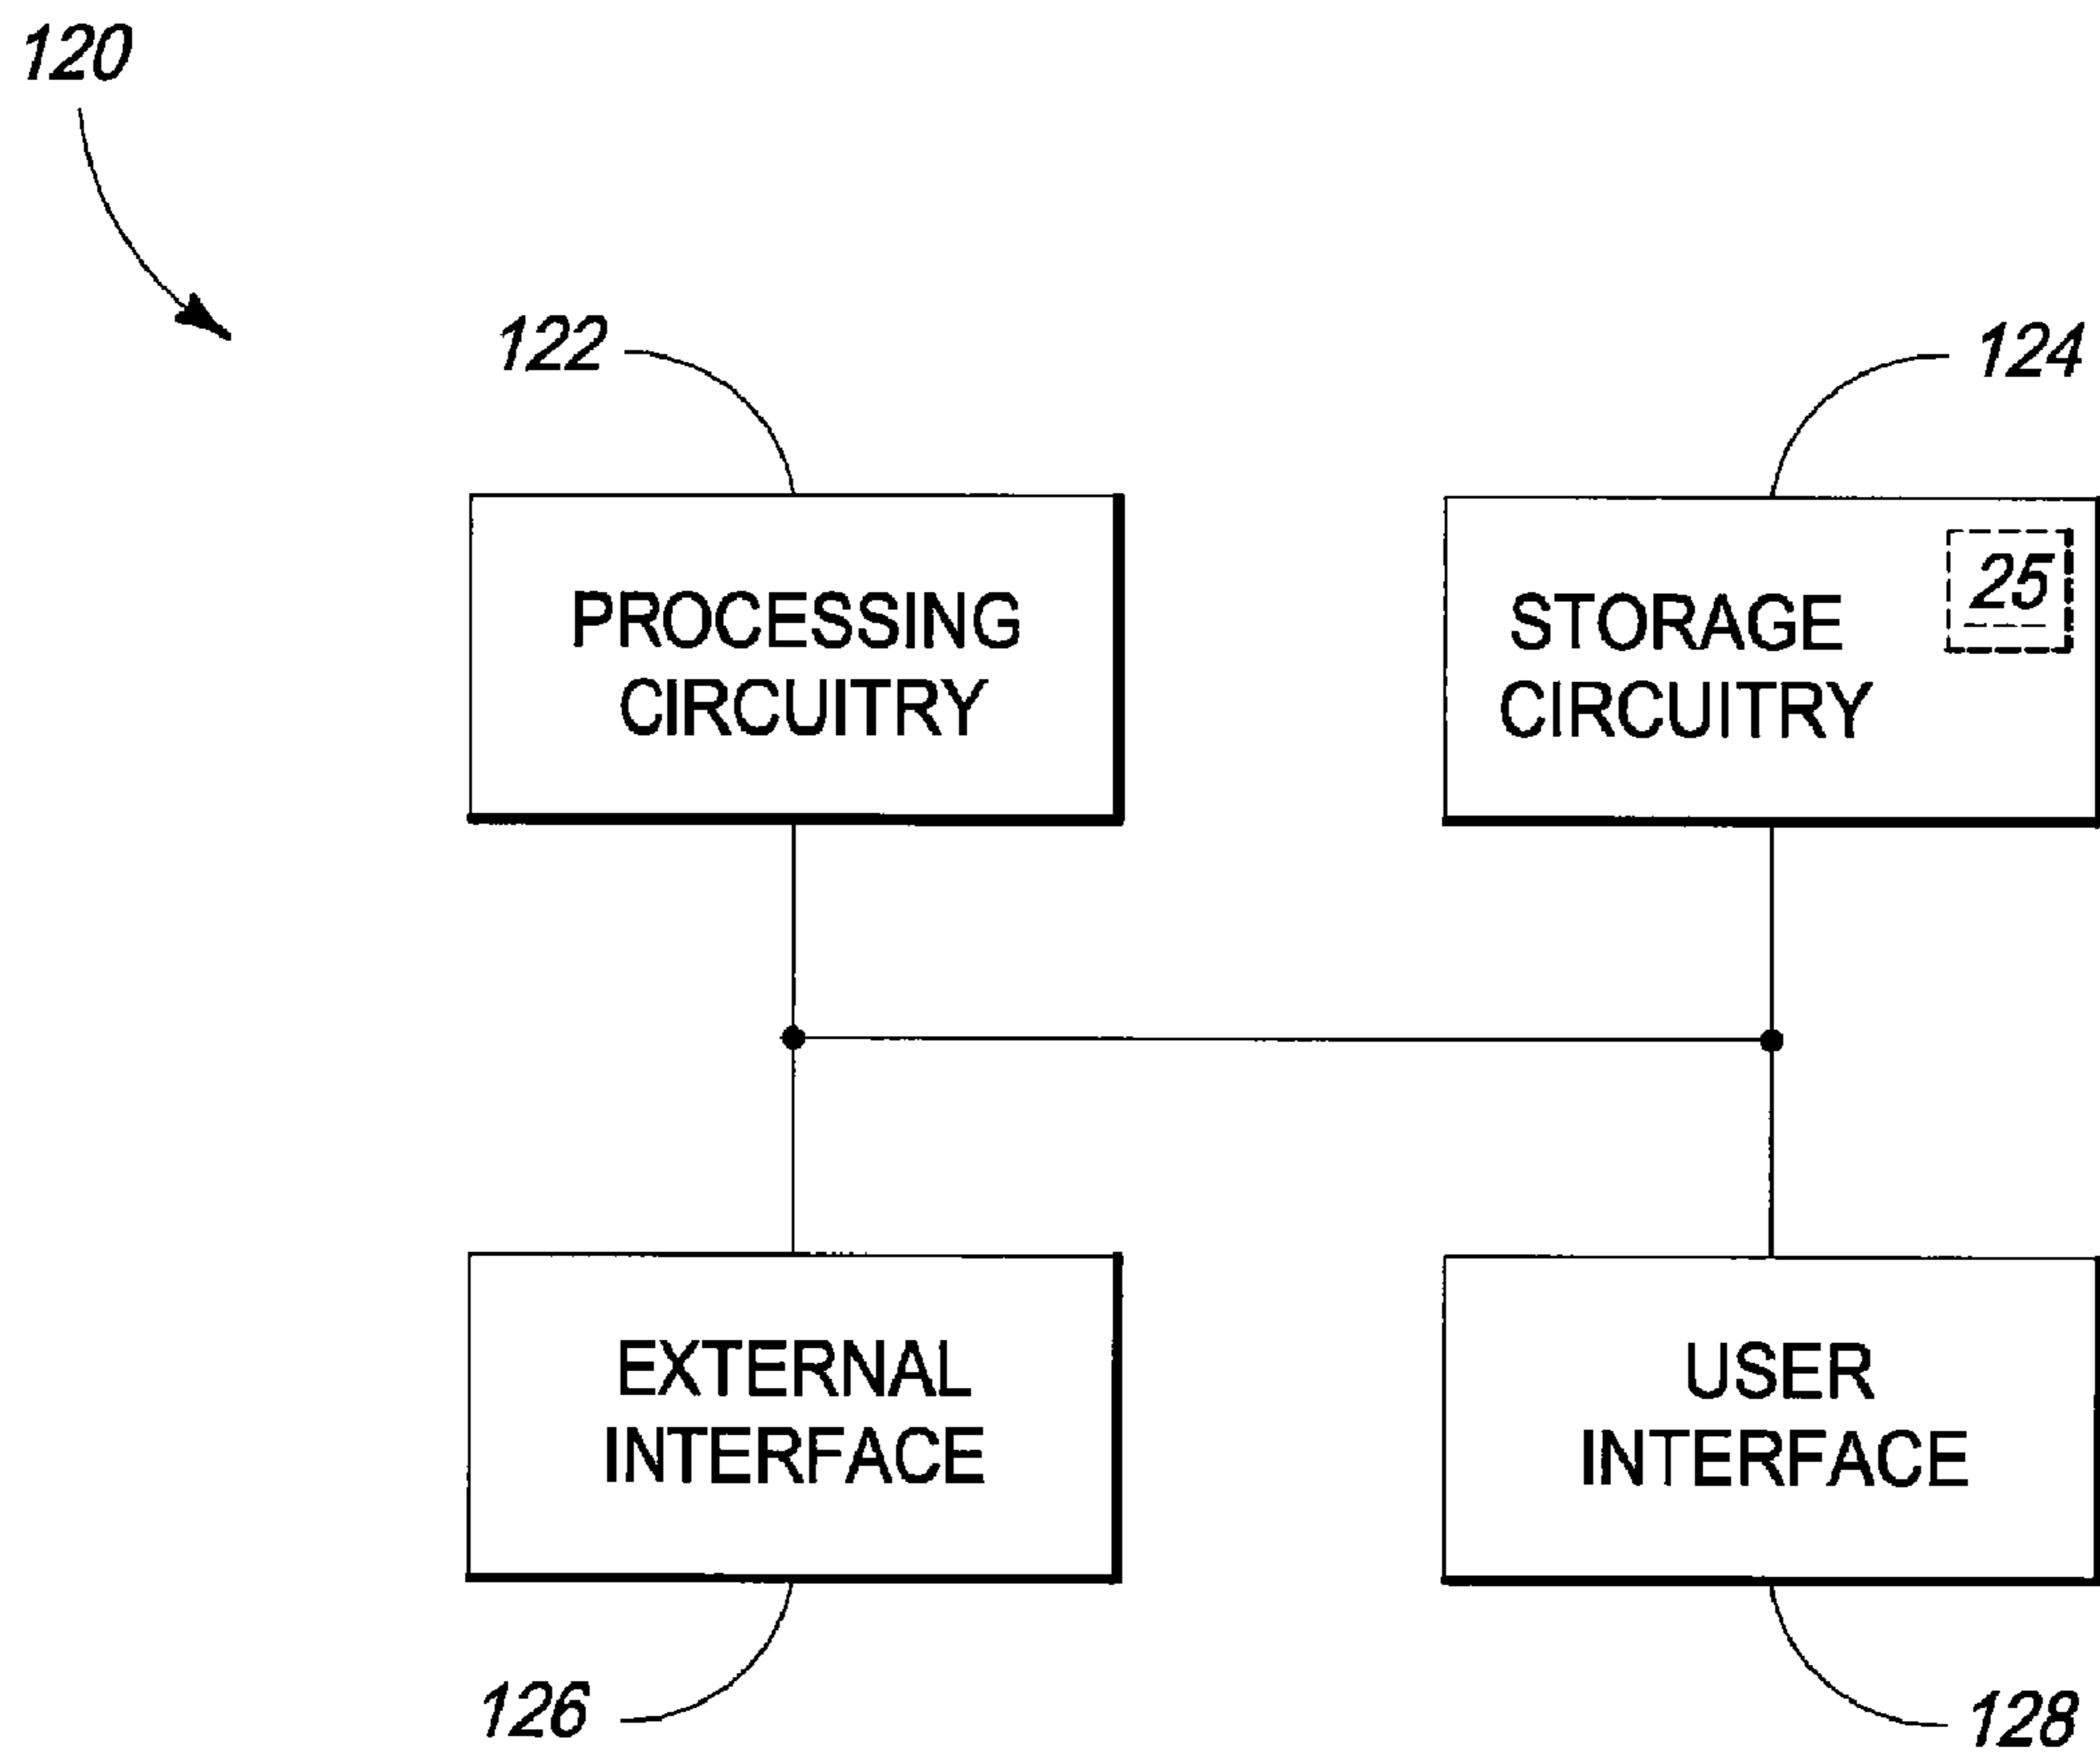 120
122
124
PROCESSING
CIRCUITRY
STORAGE
CIRCUITRY
25
EXTERNAL
INTERFACE
USER
INTERFACE
126
128